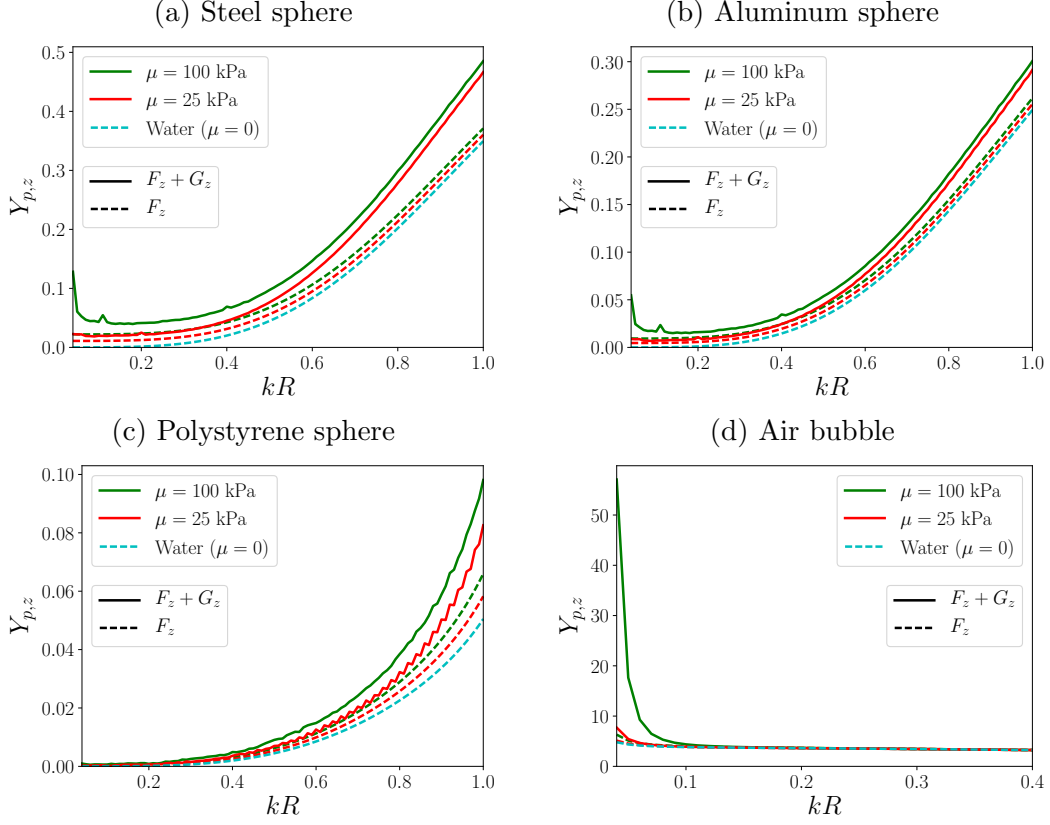 (a) Steel sphere
0.5
0.4
0.3
0.2
0.1
0.0
Y_{p,z}
μ = 100 kPa
μ = 25 kPa
Water (μ = 0)
F_z + G_z
F_z
0.2 0.4 0.6 0.8 1.0
kR
(b) Aluminum sphere
0.30
0.25
0.20
0.15
0.10
0.05
0.00
Y_{p,z}
μ = 100 kPa
μ = 25 kPa
Water (μ = 0)
F_z + G_z
F_z
0.2 0.4 0.6 0.8 1.0
kR
(c) Polystyrene sphere
0.10
0.08
0.06
0.04
0.02
0.00
Y_{p,z}
μ = 100 kPa
μ = 25 kPa
Water (μ = 0)
F_z + G_z
F_z
0.2 0.4 0.6 0.8 1.0
kR
(d) Air bubble
50
40
30
20
10
0
Y_{p,z}
μ = 100 kPa
μ = 25 kPa
Water (μ = 0)
F_z + G_z
F_z
0.1 0.2 0.3 0.4
kR